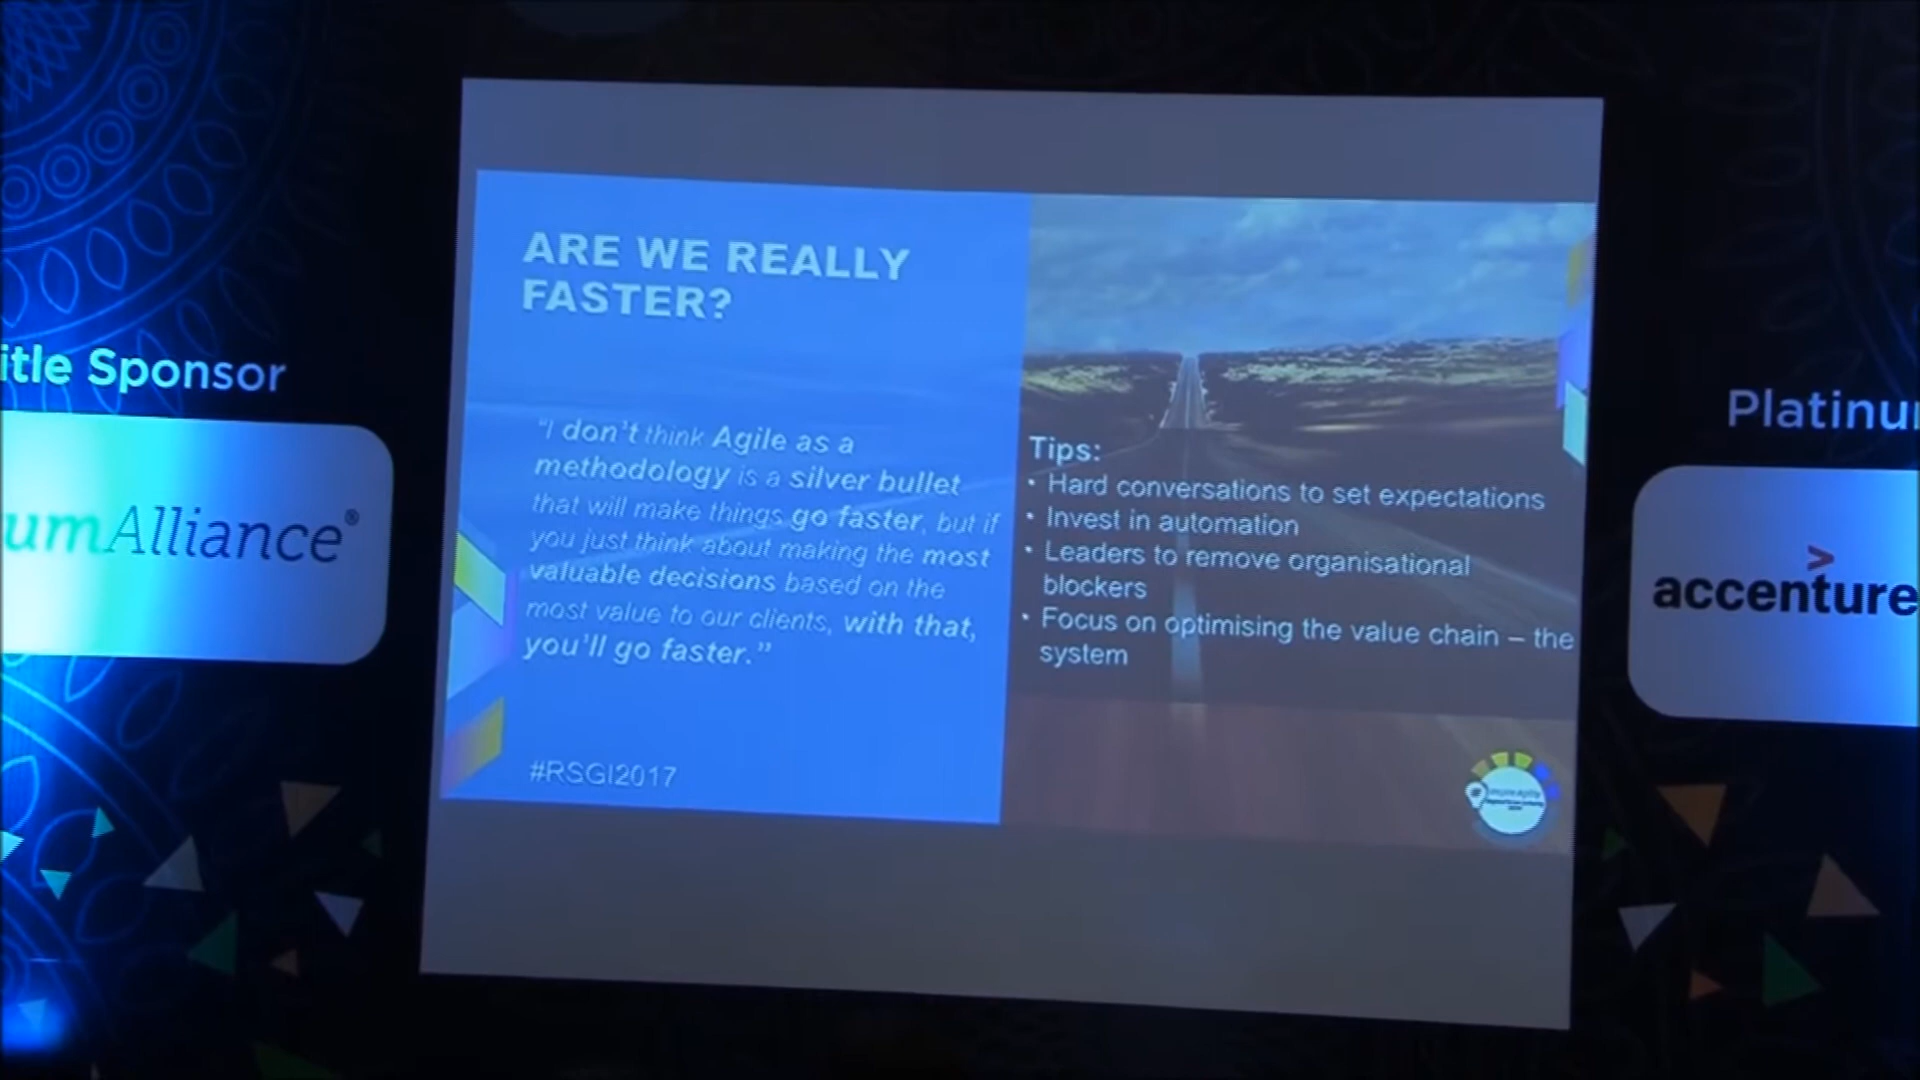 ARE WE REALLY
FASTER?
"I don't think Agile as a
methodology is a silver bullet
that will make things go faster, but if
you just think about making the most
valuable decisions based on the
most value to our clients, with that,
you'll go faster."
#RSGI2017
Tips:
• Hard conversations to set expectations
• Invest in automation
• Leaders to remove organisational
blockers
• Focus on optimising the value chain – the
system
itle Sponsor
umAlliance®
Platinu
>
accenture